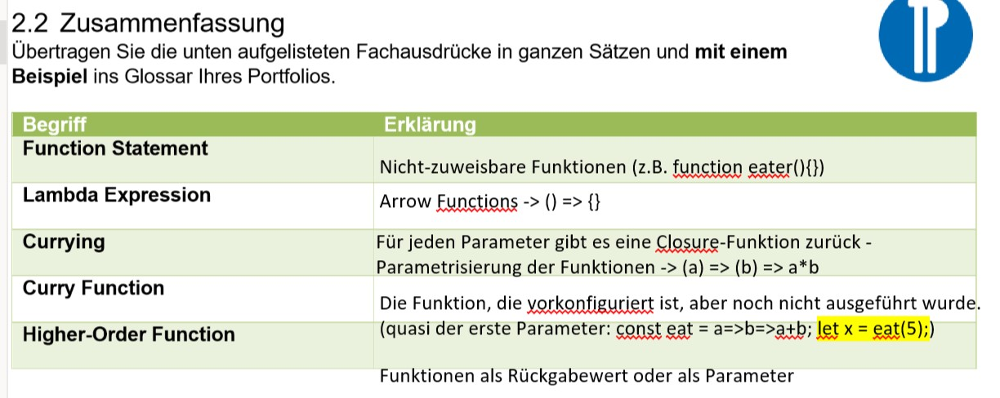 2.2 Zusammenfassung
Übertragen Sie die unten aufgelisteten Fachausdrücke in ganzen Sätzen und mit einem
Beispiel ins Glossar Ihres Portfolios.
Begriff Erklärung
Function Statement
Nicht-zuweisbare Funktionen (z.B. function eater(){})
Lambda Expression
Arrow Functions -> () => {}
Currying
Für jeden Parameter gibt es eine Closure-Funktion zurück -
Parametrisierung der Funktionen -> (a) => (b) => a*b
Curry Function
Die Funktion, die vorkonfiguriert ist, aber noch nicht ausgeführt wurde.
(quasi der erste Parameter: const eat = a=>b=>a+b; let x = eat(5);)
Higher-Order Function
Funktionen als Rückgabewert oder als Parameter